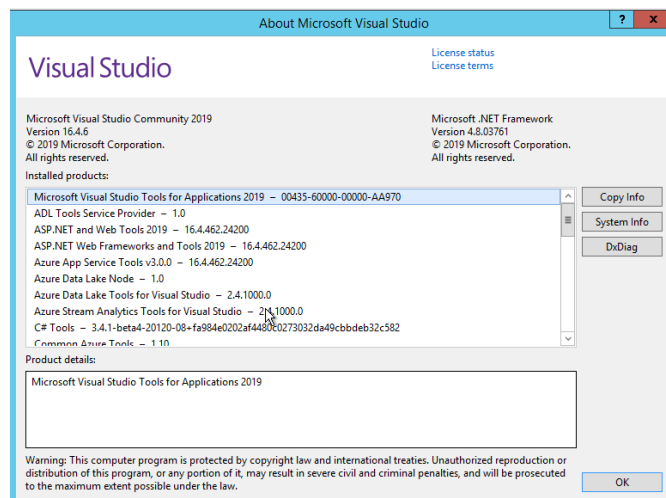 About Microsoft Visual Studio
? x
Visual Studio
License status
License terms
Microsoft Visual Studio Community 2019
Version 16.4.6
© 2019 Microsoft Corporation.
All rights reserved.
Microsoft .NET Framework
Version 4.8.03761
© 2019 Microsoft Corporation.
All rights reserved.
Installed products:
Microsoft Visual Studio Tools for Applications 2019 – 00435-60000-00000-AA970
ADL Tools Service Provider – 1.0
ASP.NET and Web Tools 2019 – 16.4.462.24200
ASP.NET Web Frameworks and Tools 2019 – 16.4.462.24200
Azure App Service Tools v3.0.0 – 16.4.462.24200
Azure Data Lake Node – 1.0
Azure Data Lake Tools for Visual Studio – 2.4.1000.0
Azure Stream Analytics Tools for Visual Studio – 2.4.1000.0
C# Tools – 3.4.1-beta4-20120-08+fa984e0202af4480c0273032da49cbbdeb32c582
Common Azure Tools – 1.10
Copy Info
System Info
DxDiag
Product details:
Microsoft Visual Studio Tools for Applications 2019
Warning: This computer program is protected by copyright law and international treaties. Unauthorized reproduction or
distribution of this program, or any portion of it, may result in severe civil and criminal penalties, and will be prosecuted
to the maximum extent possible under the law.
OK